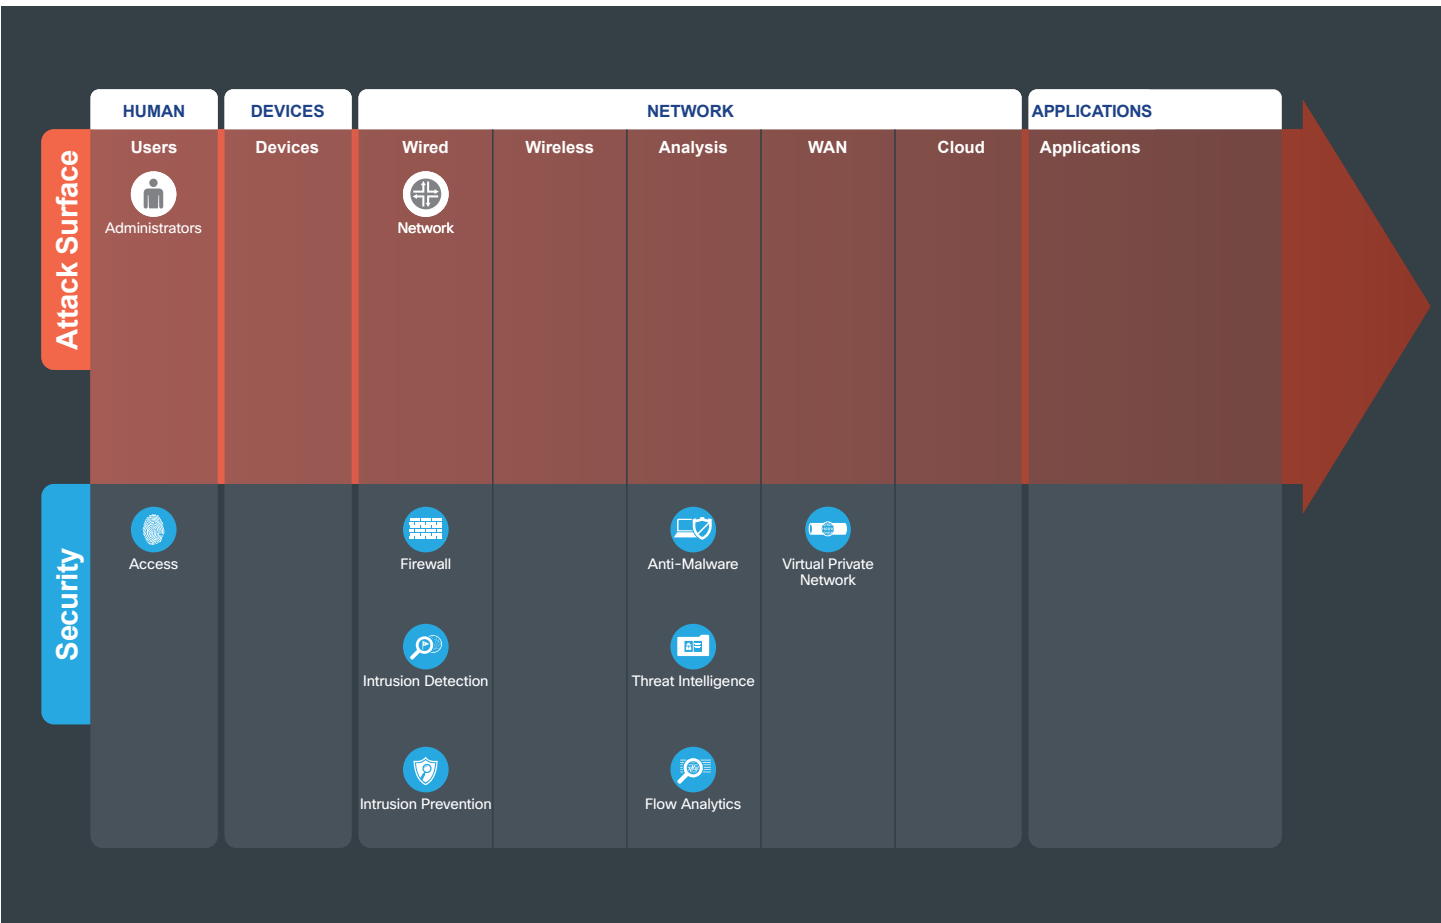 HUMAN
DEVICES
NETWORK
APPLICATIONS
Attack Surface
Users
Devices
Wired
Wireless
Analysis
WAN
Cloud
Applications
Administrators
Network
Security
Access
Firewall
Anti-Malware
Virtual Private
Network
Intrusion Detection
Threat Intelligence
Intrusion Prevention
Flow Analytics